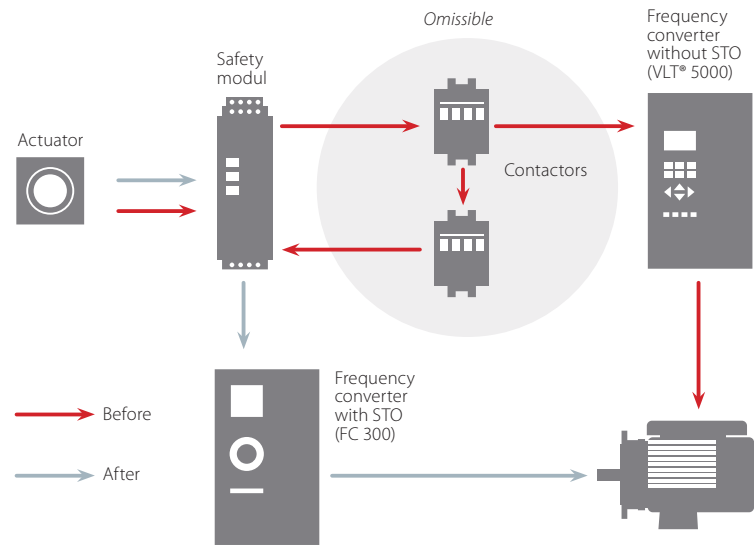 Omissible
Frequency
converter
without STO
(VLT® 5000)
Safety
modul
Actuator
Contactors
Frequency
converter
with STO
(FC 300)
Before
After